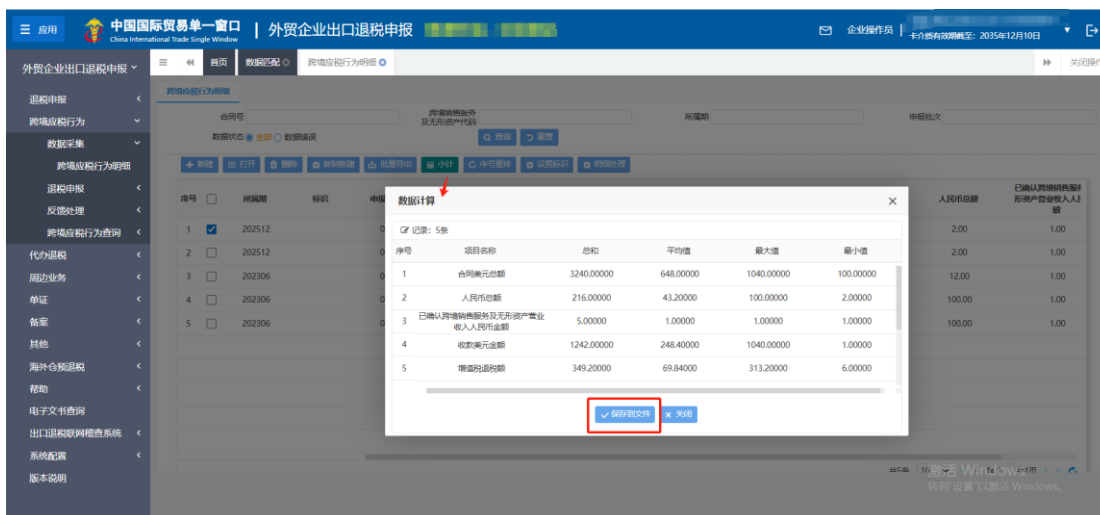 应用
中国国际贸易单一窗口
China International Trade Single Window
外贸企业出口退税申报
企业操作员
卡介质有效期截至：2035年12月10日
外贸企业出口退税申报
首页
数据匹配
跨境应税行为明细
关闭操作
退税申报
跨境应税行为
数据采集
跨境应税行为明细
退税申报
反馈处理
跨境应税行为查询
代办退税
周边业务
单证
备案
其他
海外仓预退税
帮助
电子文书查询
出口退税联网稽查系统
系统配置
版本说明
跨境应税行为明细
合同号
跨境销售服务
及无形资产代码
所属期
申报批次
数据状态 全部 数据错误
查询 重置
新建 打开 删除 复制新建 批量导出 小计 序号重排 设置标识 明细处理
序号 所属期 标识 申报 人民币总额
已确认跨境销售服务
形资产营业收入人民
额
1 202512 0 2.00 1.00
2 202512 0 2.00 1.00
3 202306 0 12.00 1.00
4 202306 0 100.00 1.00
5 202306 0 100.00 1.00
数据计算
记录：5条
序号 项目名称 总和 平均值 最大值 最小值
1 合同美元总额 3240.00000 648.00000 1040.00000 100.00000
2 人民币总额 216.00000 43.20000 100.00000 2.00000
3 已确认跨境销售服务及无形资产营业
收入人民币金额 5.00000 1.00000 1.00000 1.00000
4 收款美元金额 1242.00000 248.40000 1040.00000 1.00000
5 增值税退税额 349.20000 69.84000 313.20000 6.00000
保存到文件 关闭
共5条
激活 Windows
转到"设置"以激活 Windows。